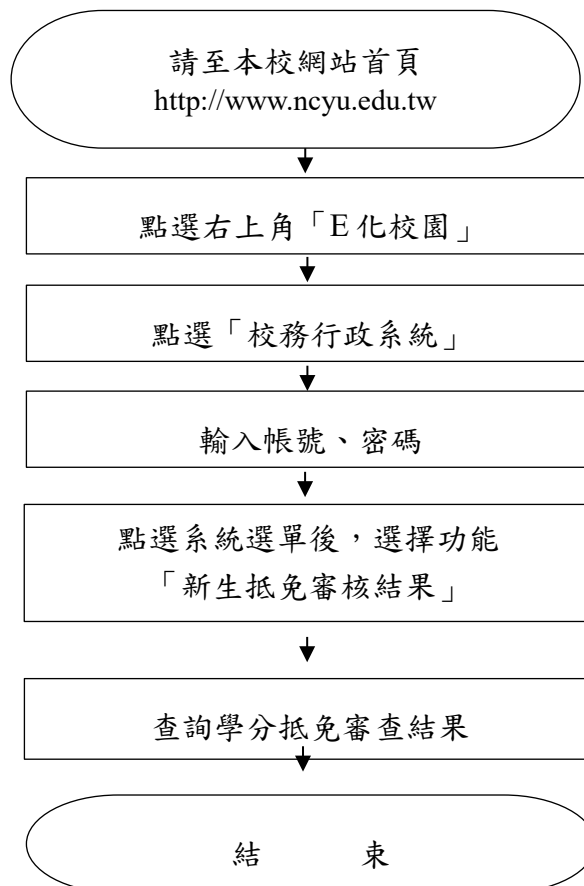 請至本校網站首頁
http://www.ncyu.edu.tw
點選右上角「E化校園」
點選「校務行政系統」
輸入帳號、密碼
點選系統選單後，選擇功能
「新生抵免審核結果」
查詢學分抵免審查結果
結　　束